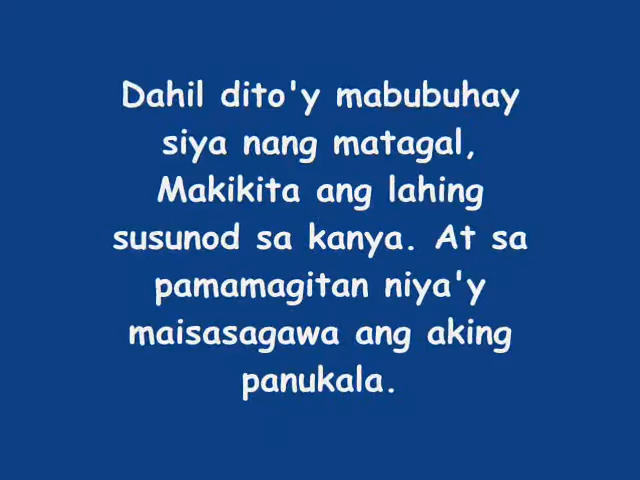 Dahil dito'y mabubuhay
siya nang matagal,
Makikita ang lahing
susunod sa kanya. At sa
pamamagitan niya'y
maisasagawa ang aking
panukala.